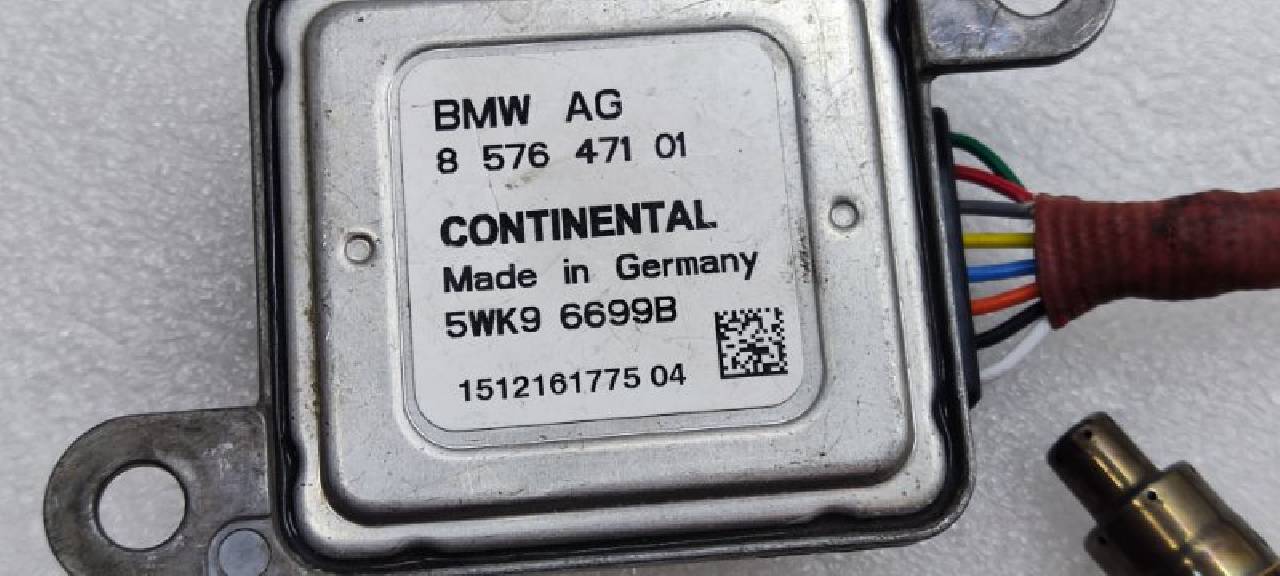 BMW AG
8 576 471 01
CONTINENTAL
Made in Germany
5WK9 6699B
1512161775 04